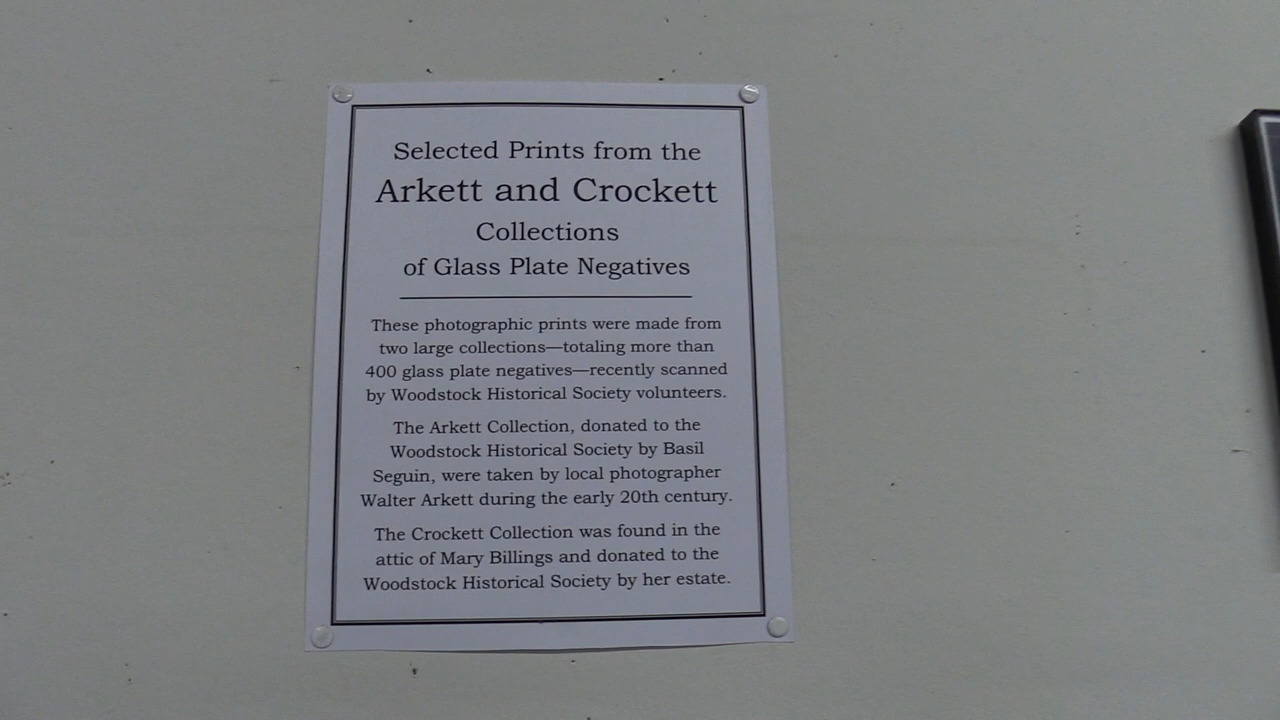 Selected Prints from the
Arkett and Crockett
Collections
of Glass Plate Negatives
These photographic prints were made from
two large collections—totaling more than
400 glass plate negatives—recently scanned
by Woodstock Historical Society volunteers.
The Arkett Collection, donated to the
Woodstock Historical Society by Basil
Seguin, were taken by local photographer
Walter Arkett during the early 20th century.
The Crockett Collection was found in the
attic of Mary Billings and donated to the
Woodstock Historical Society by her estate.